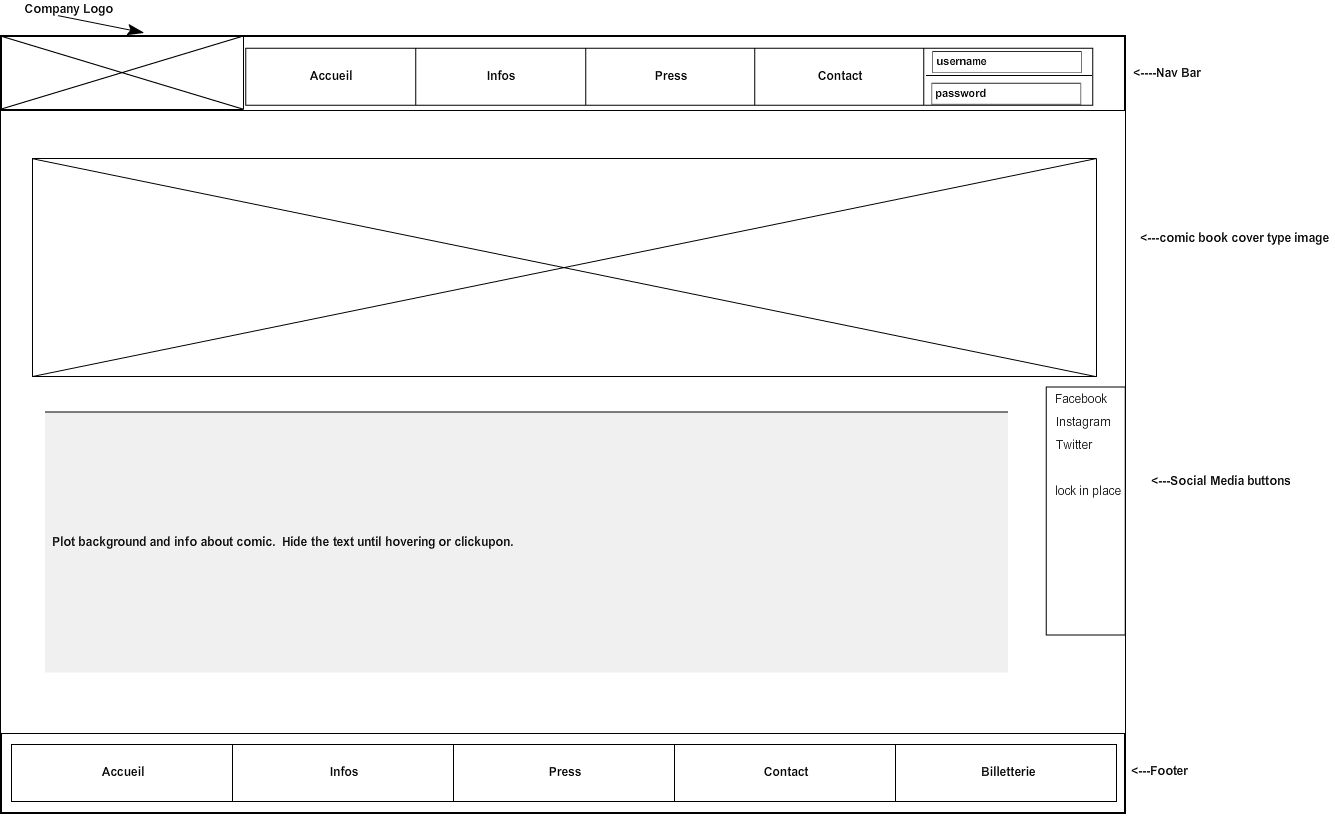 Company Logo
Accueil
Infos
Press
Contact
username
password
<----Nav Bar
<---comic book cover type image
Facebook
Instagram
Twitter
lock in place
<---Social Media buttons
Plot background and info about comic.  Hide the text until hovering or clickupon.
Accueil
Infos
Press
Contact
Billetterie
<---Footer